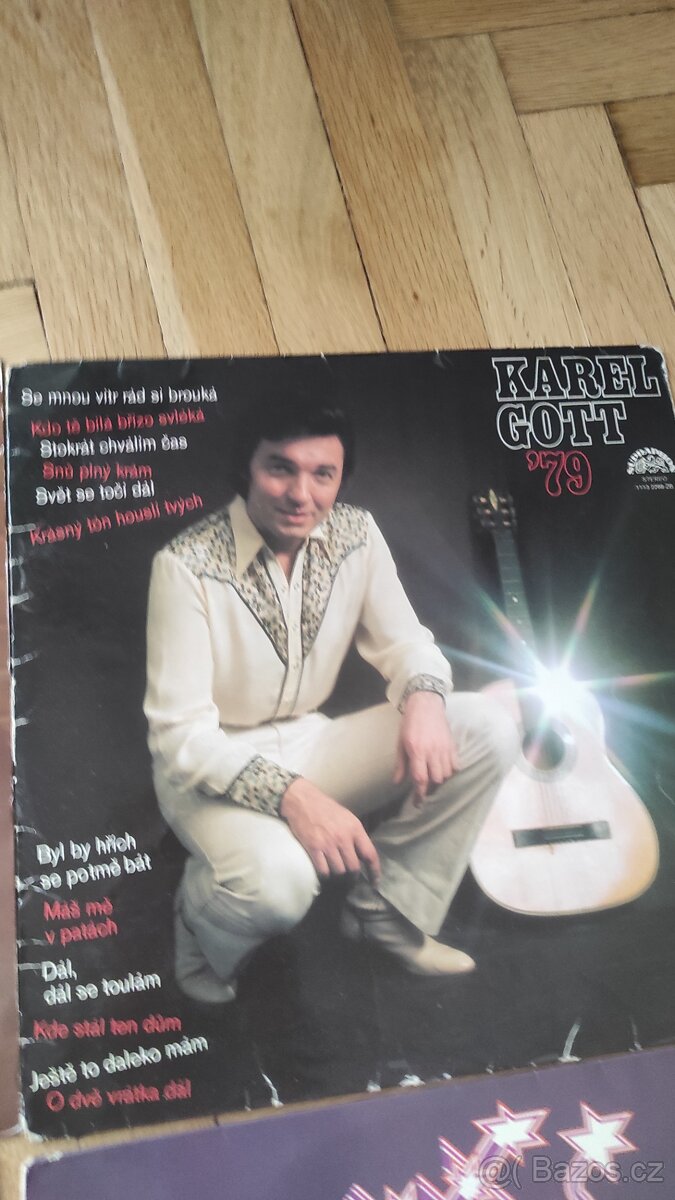 Se mnou vítr rád si brouká
Kdo tě bílá břízo svléká
Stokrát chválím čas
Snů plný krám
Svět se točí dál
Krásný tón houslí tvých
KAREL
GOTT
'79
SUPRAPHON
STEREO
Byl by hřích
se potmě bát
Máš mě
v patách
Dál,
dál se toulám
Kde stál ten dům
Ještě to daleko mám
O dvě vrátka dál
@( Bazos.cz